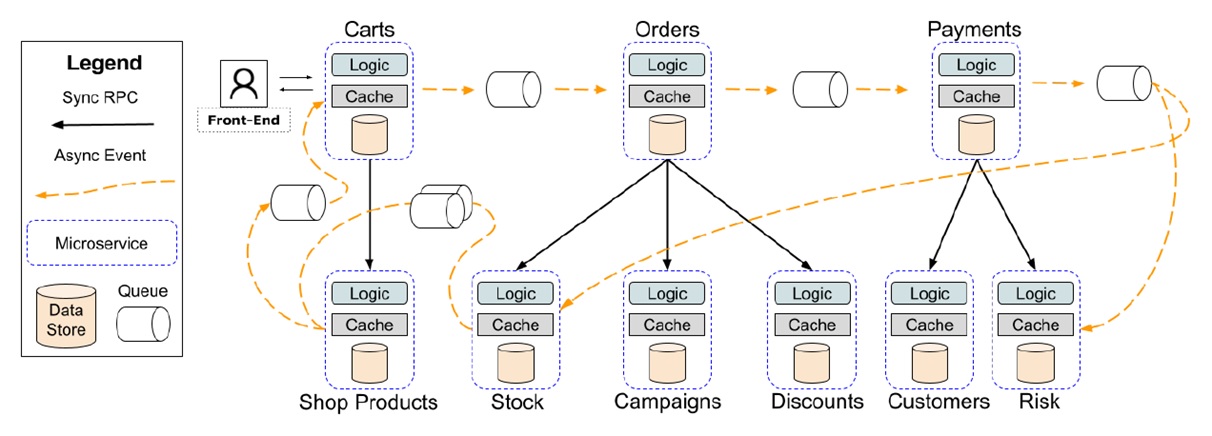 Legend
Sync RPC
Async Event
Microservice
Data
Store
Queue
Front-End
Carts
Logic
Cache
Orders
Logic
Cache
Payments
Logic
Cache
Logic
Cache
Shop Products
Logic
Cache
Stock
Logic
Cache
Campaigns
Logic
Cache
Discounts
Logic
Cache
Customers
Logic
Cache
Risk